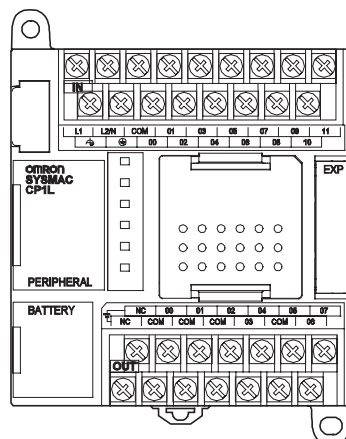 IN
L1 L2/N COM 01 03 05 07 09 11
00 02 04 06 08 10
OMRON
SYSMAC
CP1L
EXP
PERIPHERAL
BATTERY
NC 00 01 02 04 05 07
NC COM COM COM 03 COM 06
OUT